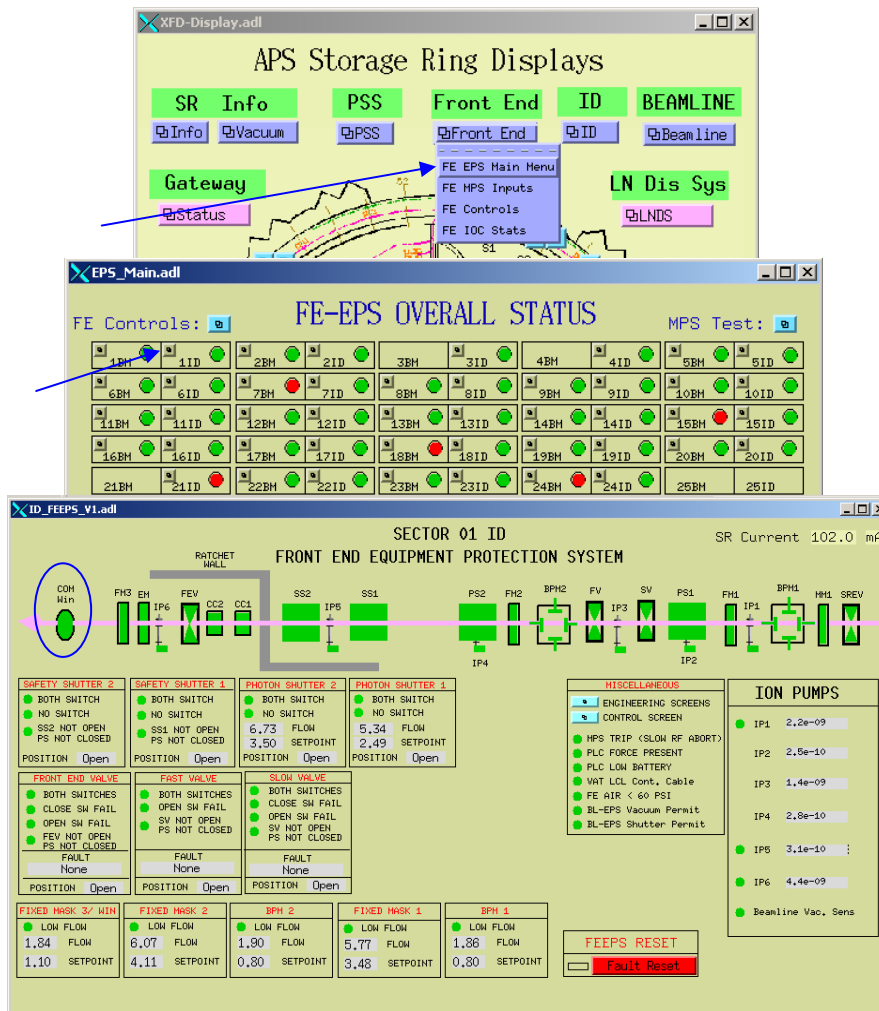 XFD-Display.adl
APS Storage Ring Displays
SR Info PSS Front End ID BEAMLINE
Info Vacuum PSS Front End ID Beamline
FE EPS Main Menu
FE MPS Inputs
FE Controls
FE IOC Stats
Gateway LN Dis Sys
Status LNDS
S1
EPS_Main.adl
FE Controls: FE-EPS OVERALL STATUS MPS Test:
1BM 1ID 2BM 2ID 3BM 3ID 4BM 4ID 5BM 5ID
6BM 6ID 7BM 7ID 8BM 8ID 9BM 9ID 10BM 10ID
11BM 11ID 12BM 12ID 13BM 13ID 14BM 14ID 15BM 15ID
16BM 16ID 17BM 17ID 18BM 18ID 19BM 19ID 20BM 20ID
21BM 21ID 22BM 22ID 23BM 23ID 24BM 24ID 25BM 25ID
ID_FEEPS_V1.adl
SECTOR 01 ID
FRONT END EQUIPMENT PROTECTION SYSTEM
SR Current 102.0 mA
RATCHET
WALL
COM
Win
FM3 EM IP6 FEV CC2 CC1 SS2 IP5 SS1 PS2 FM2 BPM2 FV IP3 SV PS1 FM1 IP1 BPM1 MM1 SREV
IP4 IP2
SAFETY SHUTTER 2
BOTH SWITCH
NO SWITCH
SS2 NOT OPEN
PS NOT CLOSED
POSITION Open
SAFETY SHUTTER 1
BOTH SWITCH
NO SWITCH
SS1 NOT OPEN
PS NOT CLOSED
POSITION Open
PHOTON SHUTTER 2
BOTH SWITCH
NO SWITCH
6.73 FLOW
3.50 SETPOINT
POSITION Open
PHOTON SHUTTER 1
BOTH SWITCH
NO SWITCH
5.34 FLOW
2.49 SETPOINT
POSITION Open
MISCELLANEOUS
ENGINEERING SCREENS
CONTROL SCREEN
MPS TRIP (SLOW RF ABORT)
PLC FORCE PRESENT
PLC LOW BATTERY
VAT LCL Cont. Cable
FE AIR < 60 PSI
BL-EPS Vacuum Permit
BL-EPS Shutter Permit
ION PUMPS
IP1 2.2e-09
IP2 2.5e-10
IP3 1.4e-09
IP4 2.8e-10
IP5 3.1e-10
IP6 4.4e-09
Beamline Vac. Sens
FRONT END VALVE
BOTH SWITCHES
CLOSE SW FAIL
OPEN SW FAIL
FEV NOT OPEN
PS NOT CLOSED
FAULT
None
POSITION Open
FAST VALVE
BOTH SWITCHES
OPEN SW FAIL
SV NOT OPEN
PS NOT CLOSED
FAULT
None
POSITION Open
SLOW VALVE
BOTH SWITCHES
CLOSE SW FAIL
OPEN SW FAIL
SV NOT OPEN
PS NOT CLOSED
FAULT
None
POSITION Open
FIXED MASK 3/ WIN
LOW FLOW
1.84 FLOW
1.10 SETPOINT
FIXED MASK 2
LOW FLOW
6.07 FLOW
4.11 SETPOINT
BPM 2
LOW FLOW
1.90 FLOW
0.80 SETPOINT
FIXED MASK 1
LOW FLOW
5.77 FLOW
3.48 SETPOINT
BPM 1
LOW FLOW
1.86 FLOW
0.80 SETPOINT
FEEPS RESET
Fault Reset